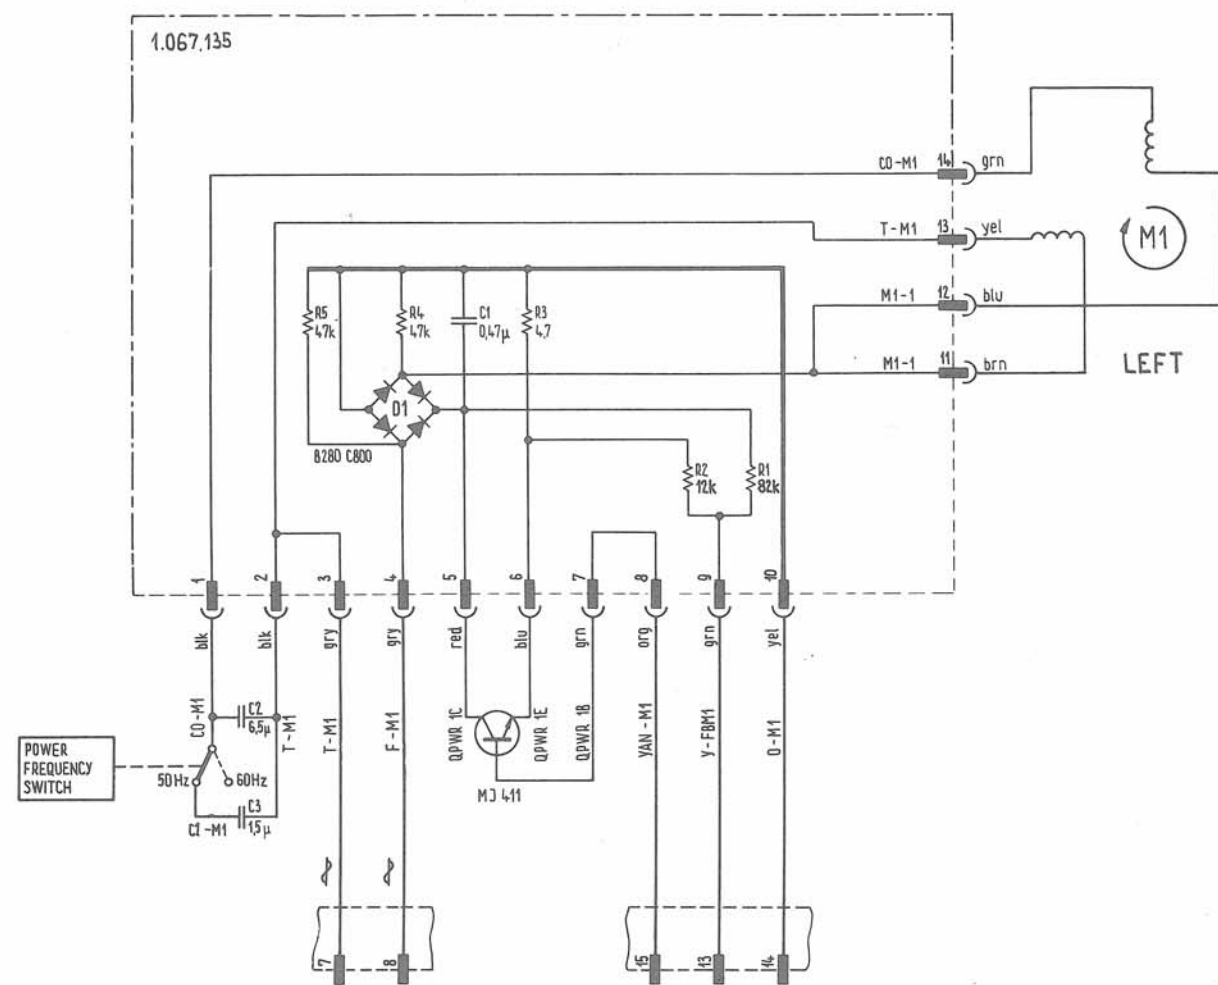 1.067.135
CO-M1 14 grn
T-M1 13 yel
M1
M1-1 12 blu
M1-1 11 brn
LEFT
R5
47k
R4
47k
C1
0,47µ
R3
4.7
D1
B280 C800
R2
12k
R1
82k
1
2
3
4
5
6
7
8
9
10
blk
blk
gry
gry
red
blu
grn
org
grn
yel
CO-M1
C2
6,5µ
T-M1
T-M1
F-M1
QPWR 1C
QPWR 1E
QPWR 1B
YAN-M1
Y-FBM1
0-M1
POWER
FREQUENCY
SWITCH
50Hz
60Hz
C3
1,5µ
C1-M1
MJ 411
7
8
15
13
14